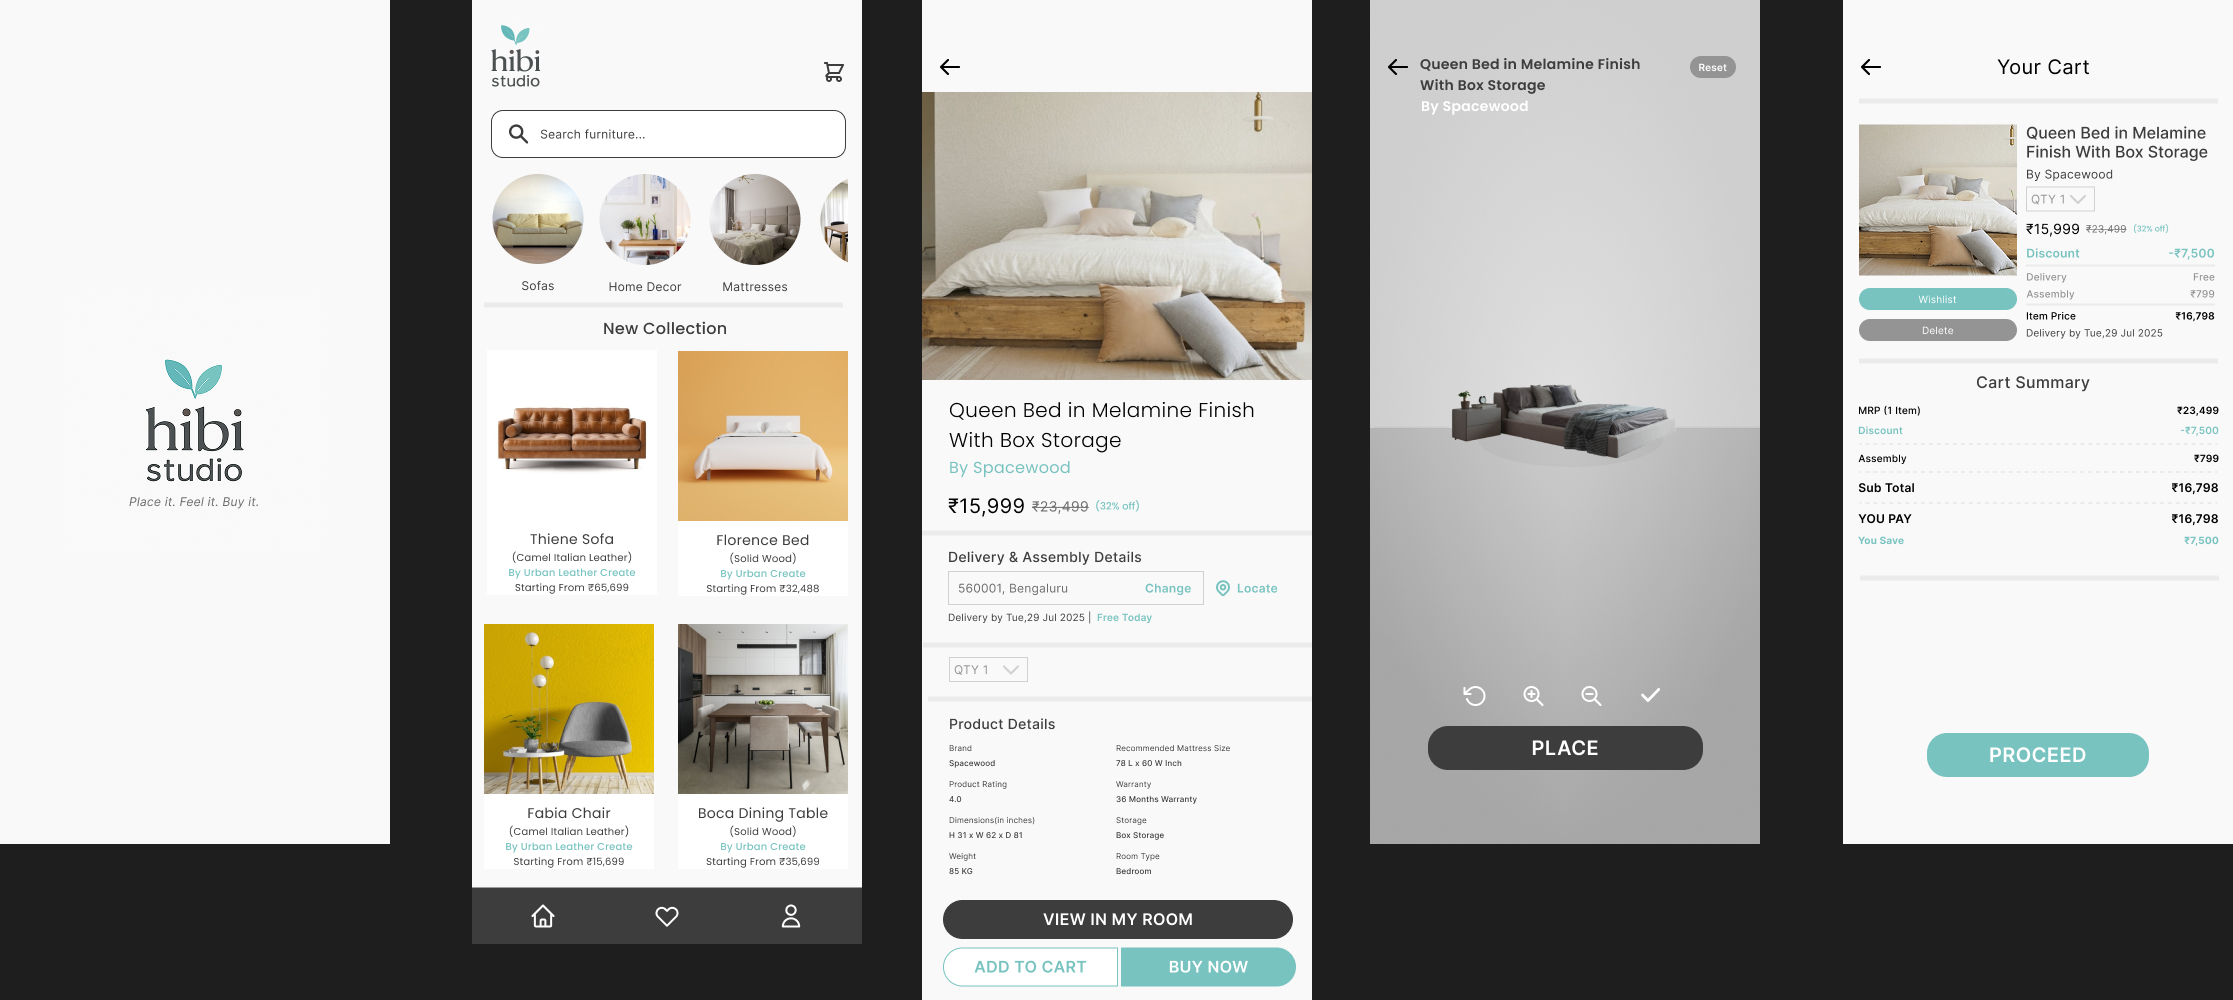 hibi
studio
Place it. Feel it. Buy it.
hibi
studio
Search furniture...
Sofas
Home Decor
Mattresses
New Collection
Thiene Sofa
(Camel Italian Leather)
By Urban Leather Create
Starting From ₹65,699
Florence Bed
(Solid Wood)
By Urban Create
Starting From ₹32,488
Fabia Chair
(Camel Italian Leather)
By Urban Leather Create
Starting From ₹15,699
Boca Dining Table
(Solid Wood)
By Urban Create
Starting From ₹35,699
Queen Bed in Melamine Finish
With Box Storage
By Spacewood
₹15,999 ₹23,499 (32% off)
Delivery & Assembly Details
560001, Bengaluru Change Locate
Delivery by Tue,29 Jul 2025 | Free Today
QTY 1
Product Details
Brand
Spacewood
Recommended Mattress Size
78 L x 60 W Inch
Product Rating
4.0
Warranty
36 Months Warranty
Dimensions(in inches)
H 31 x W 62 x D 81
Storage
Box Storage
Weight
85 KG
Room Type
Bedroom
VIEW IN MY ROOM
ADD TO CART
BUY NOW
Queen Bed in Melamine Finish
With Box Storage
By Spacewood
Reset
PLACE
Your Cart
Queen Bed in Melamine
Finish With Box Storage
By Spacewood
QTY 1
₹15,999 ₹23,499 (32% off)
Discount -₹7,500
Delivery Free
Assembly ₹799
Item Price ₹16,798
Delivery by Tue,29 Jul 2025
Wishlist
Delete
Cart Summary
MRP (1 Item) ₹23,499
Discount -₹7,500
Assembly ₹799
Sub Total ₹16,798
YOU PAY ₹16,798
You Save ₹7,500
PROCEED